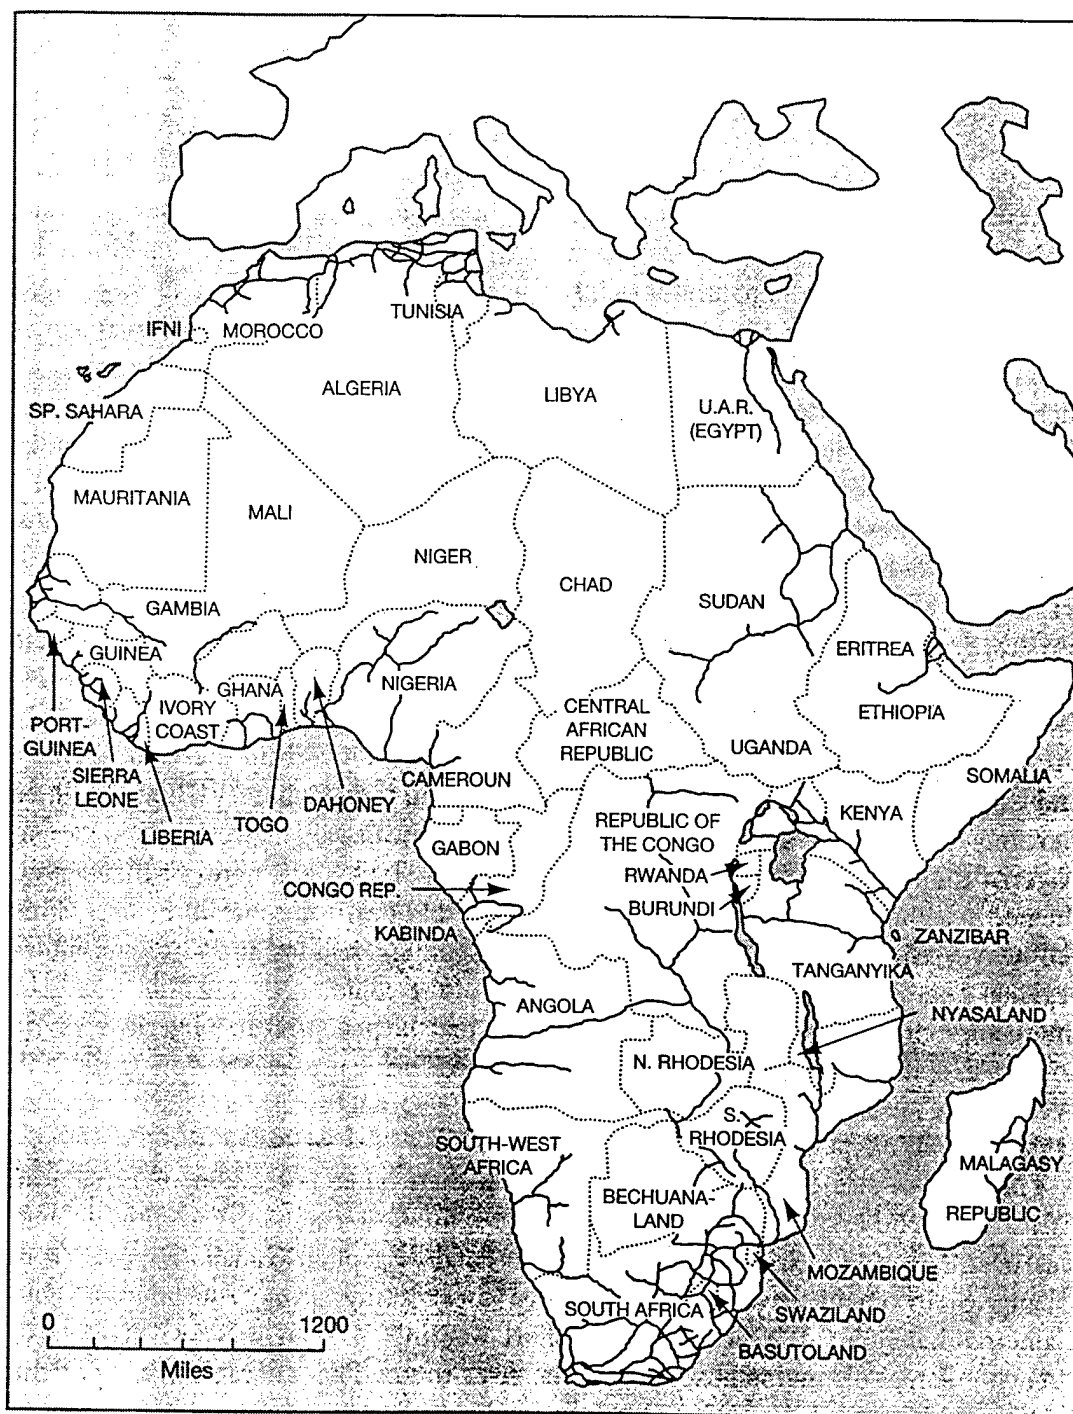 IFNI
MOROCCO
TUNISIA
ALGERIA
LIBYA
U.A.R.
(EGYPT)
SP. SAHARA
MAURITANIA
MALI
NIGER
CHAD
SUDAN
GAMBIA
ERITREA
GUINEA
NIGERIA
GHANA
IVORY
COAST
CENTRAL
AFRICAN
REPUBLIC
ETHIOPIA
PORT-
GUINEA
UGANDA
SIERRA
LEONE
CAMEROUN
SOMALIA
DAHONEY
LIBERIA
TOGO
KENYA
REPUBLIC OF
THE CONGO
GABON
RWANDA
CONGO REP.
BURUNDI
KABINDA
ZANZIBAR
TANGANYIKA
ANGOLA
NYASALAND
N. RHODESIA
S.
RHODESIA
SOUTH-WEST
AFRICA
MALAGASY
REPUBLIC
BECHUANA-
LAND
MOZAMBIQUE
SOUTH AFRICA
SWAZILAND
BASUTOLAND
0 1200
Miles